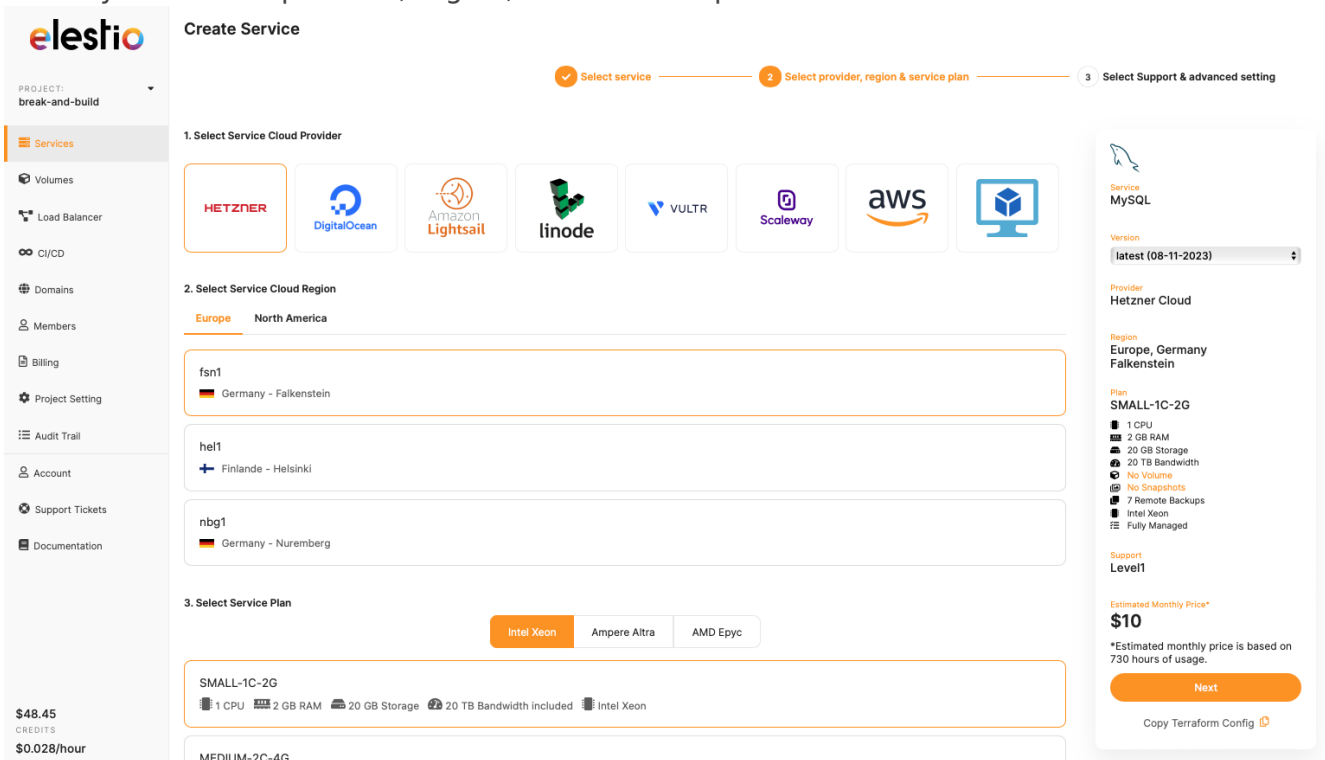 elestio
PROJECT:
break-and-build
Services
Volumes
Load Balancer
CI/CD
Domains
Members
Billing
Project Setting
Audit Trail
Account
Support Tickets
Documentation
$48.45
CREDITS
$0.028/hour
Create Service
Select service
2 Select provider, region & service plan
3 Select Support & advanced setting
1. Select Service Cloud Provider
HETZNER
DigitalOcean
Amazon
Lightsail
linode
VULTR
Scaleway
aws
2. Select Service Cloud Region
Europe North America
fsn1
Germany - Falkenstein
hel1
Finlande - Helsinki
nbg1
Germany - Nuremberg
3. Select Service Plan
Intel Xeon Ampere Altra AMD Epyc
SMALL-1C-2G
1 CPU 2 GB RAM 20 GB Storage 20 TB Bandwidth included Intel Xeon
MEDIUM-2C-4G
Service
MySQL
Version
latest (08-11-2023)
Provider
Hetzner Cloud
Region
Europe, Germany
Falkenstein
Plan
SMALL-1C-2G
1 CPU
2 GB RAM
20 GB Storage
20 TB Bandwidth
No Volume
No Snapshots
7 Remote Backups
Intel Xeon
Fully Managed
Support
Level1
Estimated Monthly Price*
$10
*Estimated monthly price is based on
730 hours of usage.
Next
Copy Terraform Config